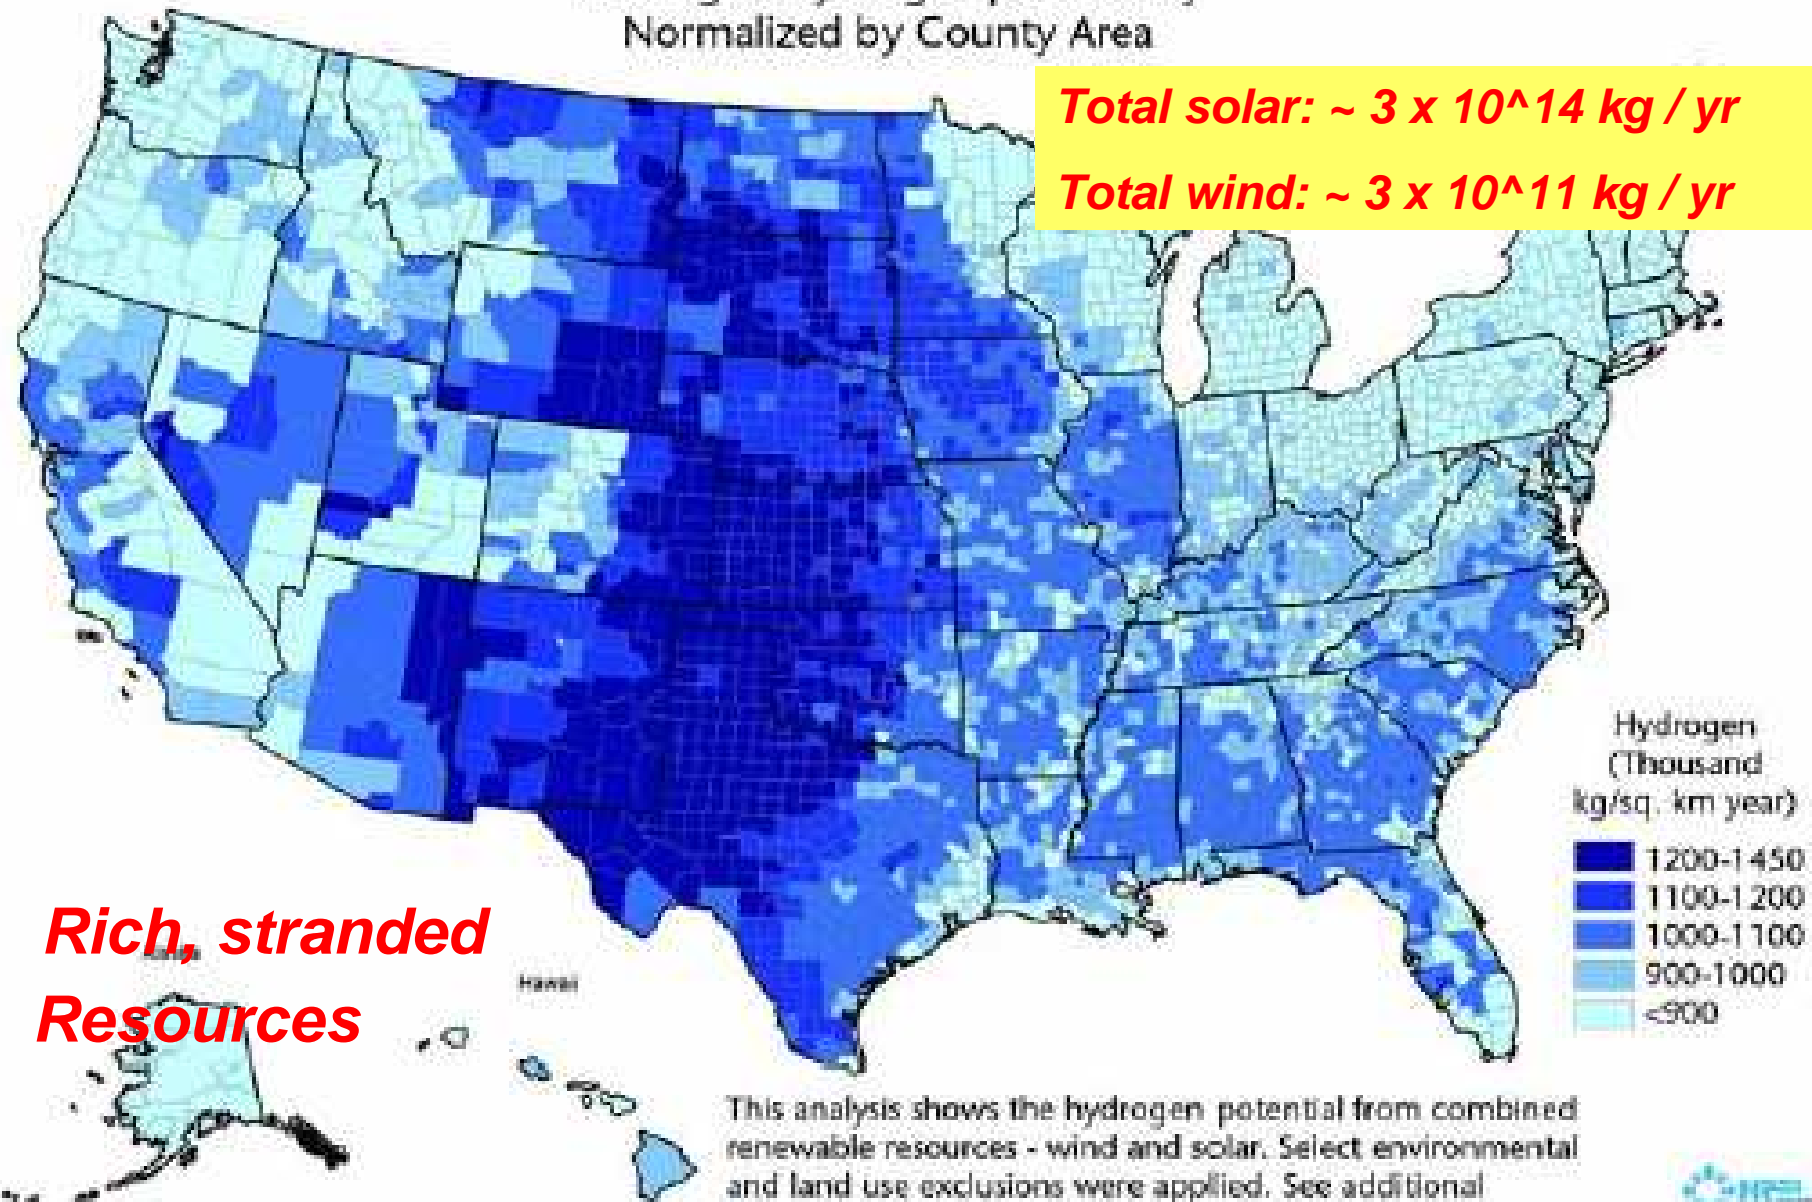 Normalized by County Area
Total solar: ~ 3 x 10^14 kg / yr
Total wind: ~ 3 x 10^11 kg / yr
Hydrogen
(Thousand
kg/sq. km year)
1200-1450
1100-1200
1000-1100
900-1000
<900
Rich, stranded
Resources
Hawaii
This analysis shows the hydrogen potential from combined
renewable resources - wind and solar. Select environmental
and land use exclusions were applied. See additional